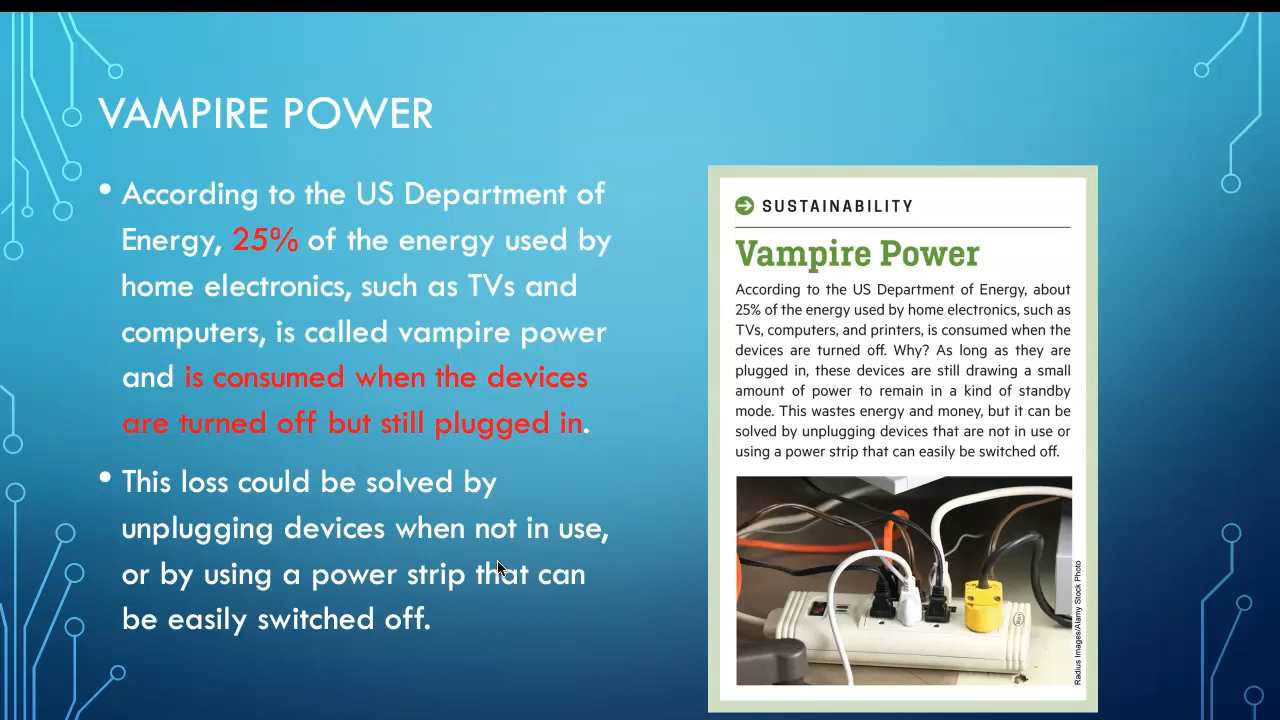 VAMPIRE POWER
• According to the US Department of
Energy, 25% of the energy used by
home electronics, such as TVs and
computers, is called vampire power
and is consumed when the devices
are turned off but still plugged in.
• This loss could be solved by
unplugging devices when not in use,
or by using a power strip that can
be easily switched off.
SUSTAINABILITY
Vampire Power
According to the US Department of Energy, about
25% of the energy used by home electronics, such as
TVs, computers, and printers, is consumed when the
devices are turned off. Why? As long as they are
plugged in, these devices are still drawing a small
amount of power to remain in a kind of standby
mode. This wastes energy and money, but it can be
solved by unplugging devices that are not in use or
using a power strip that can easily be switched off.
Radius Images/Alamy Stock Photo